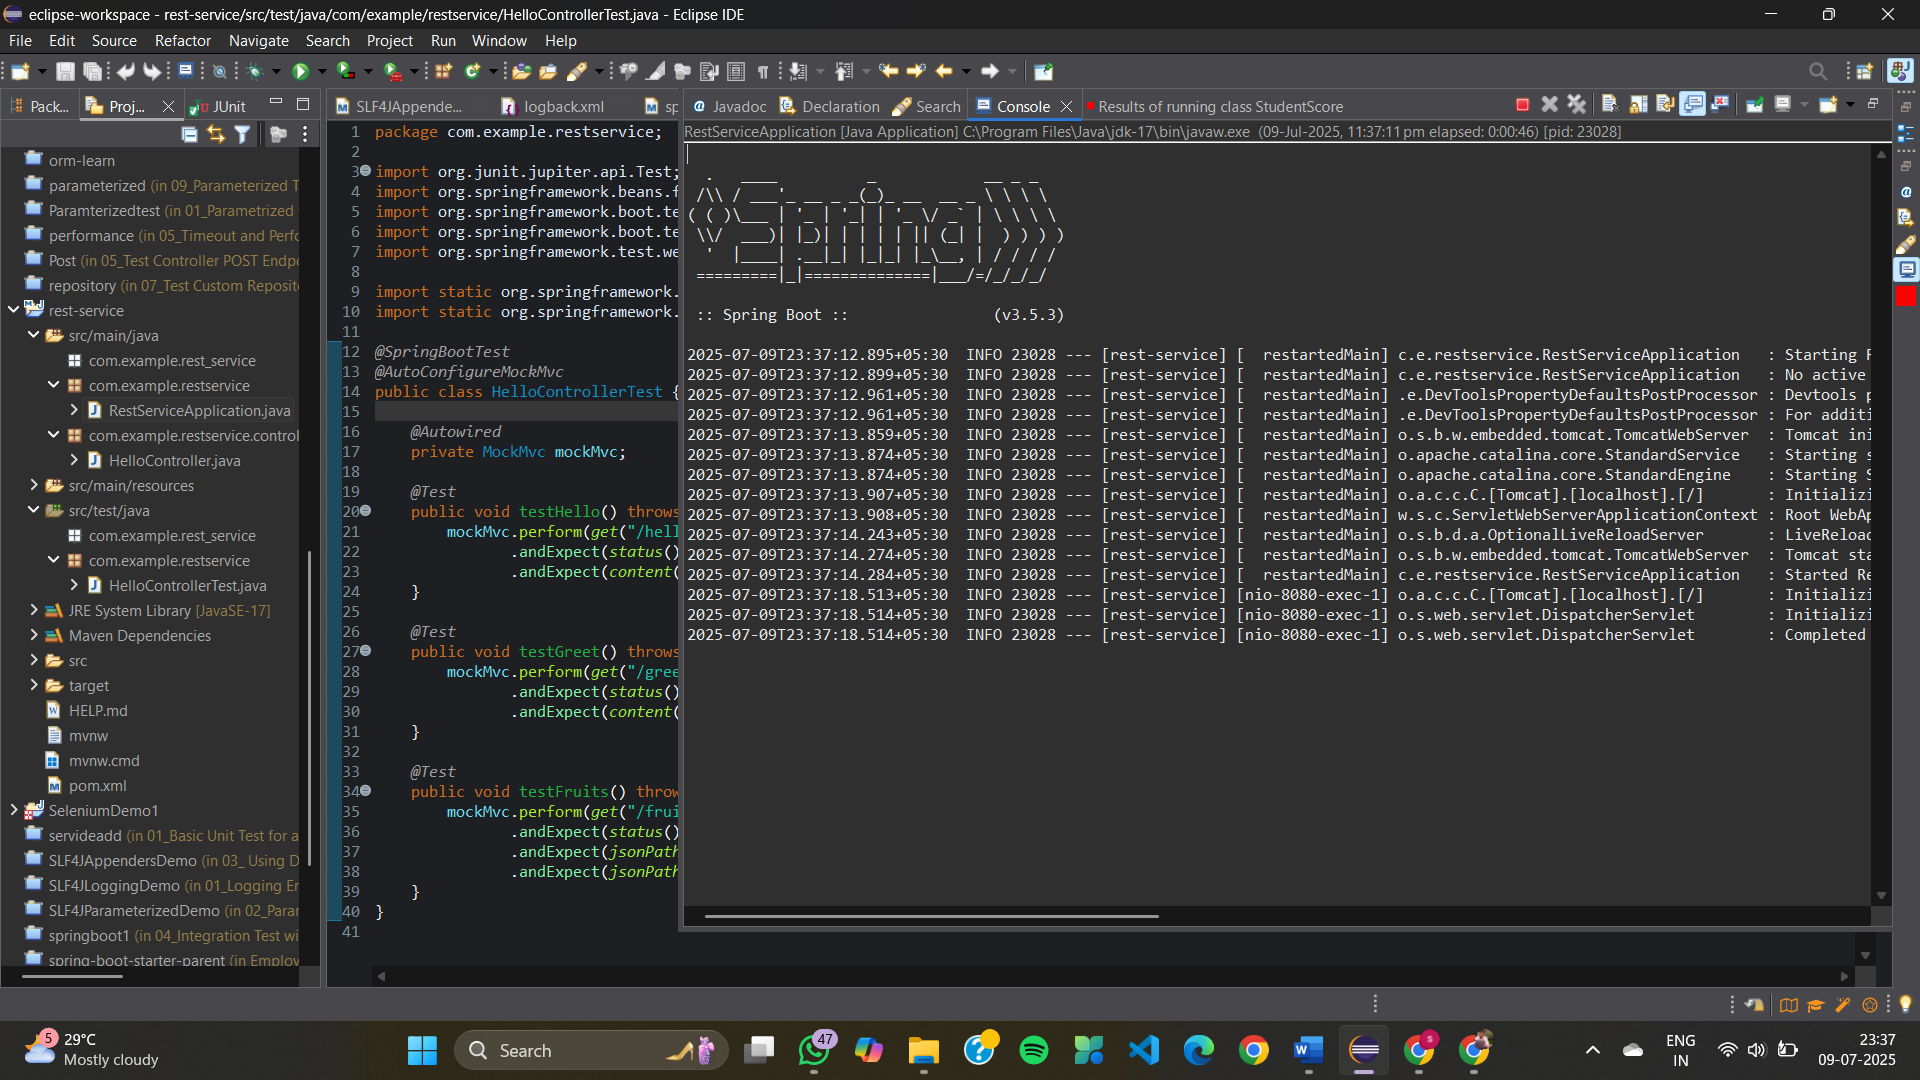 eclipse-workspace - rest-service/src/test/java/com/example/restservice/HelloControllerTest.java - Eclipse IDE
File Edit Source Refactor Navigate Search Project Run Window Help
Pack... Proj... JUnit
orm-learn
parameterized (in 09_Parameterized T
Paramterizedtest (in 01_Parametrized
performance (in 05_Timeout and Perfc
Post (in 05_Test Controller POST Endpo
repository (in 07_Test Custom Reposito
rest-service
src/main/java
com.example.rest_service
com.example.restservice
RestServiceApplication.java
com.example.restservice.control
HelloController.java
src/main/resources
src/test/java
com.example.rest_service
com.example.restservice
HelloControllerTest.java
JRE System Library [JavaSE-17]
Maven Dependencies
src
target
HELP.md
mvnw
mvnw.cmd
pom.xml
SeleniumDemo1
servideadd (in 01_Basic Unit Test for a
SLF4JAppendersDemo (in 03_ Using D
SLF4JLoggingDemo (in 01_Logging Er
SLF4JParameterizedDemo (in 02_Parar
springboot1 (in 04_Integration Test wi
spring-boot-starter-parent (in Employ
SLF4JAppende... logback.xml sp
1 package com.example.restservice;
2
3 import org.junit.jupiter.api.Test;
4 import org.springframework.beans.f
5 import org.springframework.boot.te
6 import org.springframework.boot.te
7 import org.springframework.test.we
8
9 import static org.springframework.
10 import static org.springframework.
11
12 @SpringBootTest
13 @AutoConfigureMockMvc
14 public class HelloControllerTest {
15
16 @Autowired
17 private MockMvc mockMvc;
18
19 @Test
20 public void testHello() throws
21 mockMvc.perform(get("/hell
22 .andExpect(status()
23 .andExpect(content(
24 }
25
26 @Test
27 public void testGreet() throws
28 mockMvc.perform(get("/gree
29 .andExpect(status()
30 .andExpect(content(
31 }
32
33 @Test
34 public void testFruits() throw
35 mockMvc.perform(get("/frui
36 .andExpect(status()
37 .andExpect(jsonPath
38 .andExpect(jsonPath
39 }
40 }
41
Javadoc Declaration Search Console Results of running class StudentScore
RestServiceApplication [Java Application] C:\Program Files\Java\jdk-17\bin\javaw.exe (09-Jul-2025, 11:37:11 pm elapsed: 0:00:46) [pid: 23028]
  .   ____          _            __ _ _
 /\\ / ___'_ __ _ _(_)_ __  __ _ \ \ \ \
( ( )\___ | '_ | '_| | '_ \/ _` | \ \ \ \
 \\/  ___)| |_)| | | | | || (_| |  ) ) ) )
  '  |____| .__|_| |_|_| |_\__, | / / / /
 =========|_|==============|___/=/_/_/_/
:: Spring Boot :: (v3.5.3)
2025-07-09T23:37:12.895+05:30 INFO 23028 --- [rest-service] [ restartedMain] c.e.restservice.RestServiceApplication : Starting R
2025-07-09T23:37:12.899+05:30 INFO 23028 --- [rest-service] [ restartedMain] c.e.restservice.RestServiceApplication : No active
2025-07-09T23:37:12.961+05:30 INFO 23028 --- [rest-service] [ restartedMain] .e.DevToolsPropertyDefaultsPostProcessor : Devtools p
2025-07-09T23:37:12.961+05:30 INFO 23028 --- [rest-service] [ restartedMain] .e.DevToolsPropertyDefaultsPostProcessor : For additi
2025-07-09T23:37:13.859+05:30 INFO 23028 --- [rest-service] [ restartedMain] o.s.b.w.embedded.tomcat.TomcatWebServer : Tomcat ini
2025-07-09T23:37:13.874+05:30 INFO 23028 --- [rest-service] [ restartedMain] o.apache.catalina.core.StandardService : Starting s
2025-07-09T23:37:13.874+05:30 INFO 23028 --- [rest-service] [ restartedMain] o.apache.catalina.core.StandardEngine : Starting S
2025-07-09T23:37:13.907+05:30 INFO 23028 --- [rest-service] [ restartedMain] o.a.c.c.C.[Tomcat].[localhost].[/] : Initializi
2025-07-09T23:37:13.908+05:30 INFO 23028 --- [rest-service] [ restartedMain] w.s.c.ServletWebServerApplicationContext : Root WebAp
2025-07-09T23:37:14.243+05:30 INFO 23028 --- [rest-service] [ restartedMain] o.s.b.d.a.OptionalLiveReloadServer : LiveReload
2025-07-09T23:37:14.274+05:30 INFO 23028 --- [rest-service] [ restartedMain] o.s.b.w.embedded.tomcat.TomcatWebServer : Tomcat sta
2025-07-09T23:37:14.284+05:30 INFO 23028 --- [rest-service] [ restartedMain] c.e.restservice.RestServiceApplication : Started Re
2025-07-09T23:37:18.513+05:30 INFO 23028 --- [rest-service] [nio-8080-exec-1] o.a.c.c.C.[Tomcat].[localhost].[/] : Initializi
2025-07-09T23:37:18.514+05:30 INFO 23028 --- [rest-service] [nio-8080-exec-1] o.s.web.servlet.DispatcherServlet : Initializi
2025-07-09T23:37:18.514+05:30 INFO 23028 --- [rest-service] [nio-8080-exec-1] o.s.web.servlet.DispatcherServlet : Completed
5
29°C
Mostly cloudy
Search
47
ENG
IN
23:37
09-07-2025